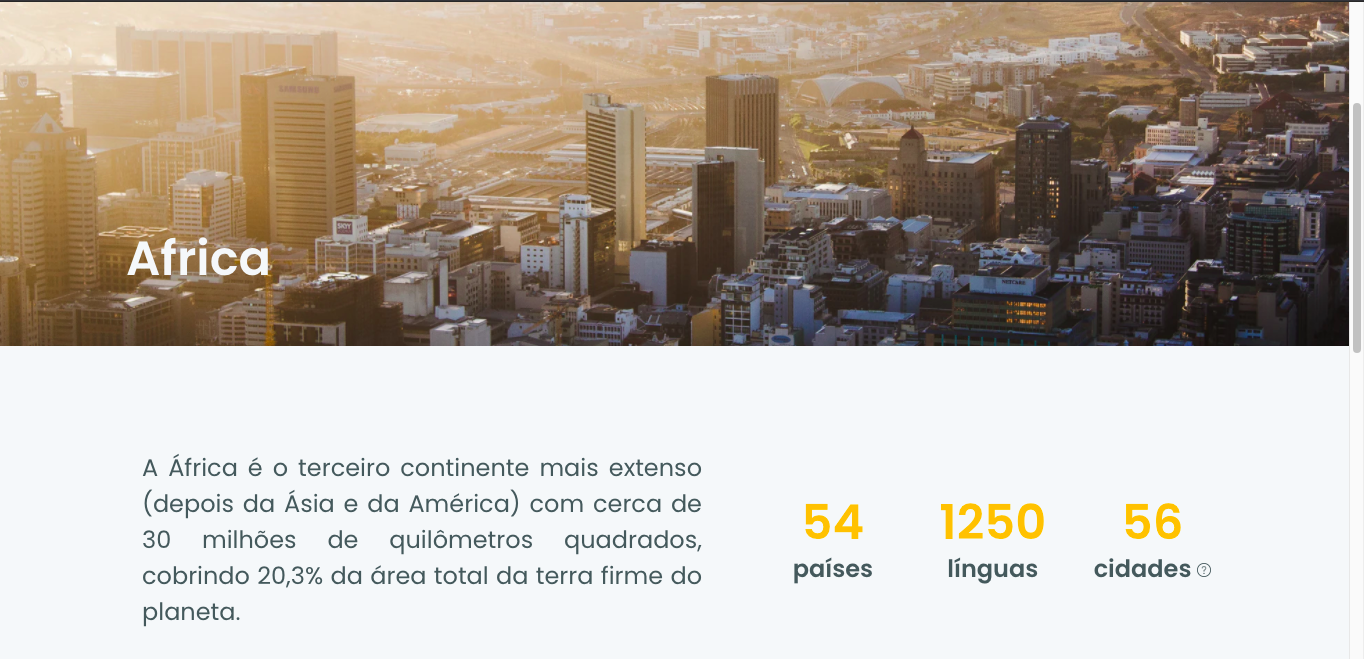 Africa
A África é o terceiro continente mais extenso
(depois da Ásia e da América) com cerca de
30 milhões de quilômetros quadrados,
cobrindo 20,3% da área total da terra firme do
planeta.
54 1250 56
países línguas cidades ?